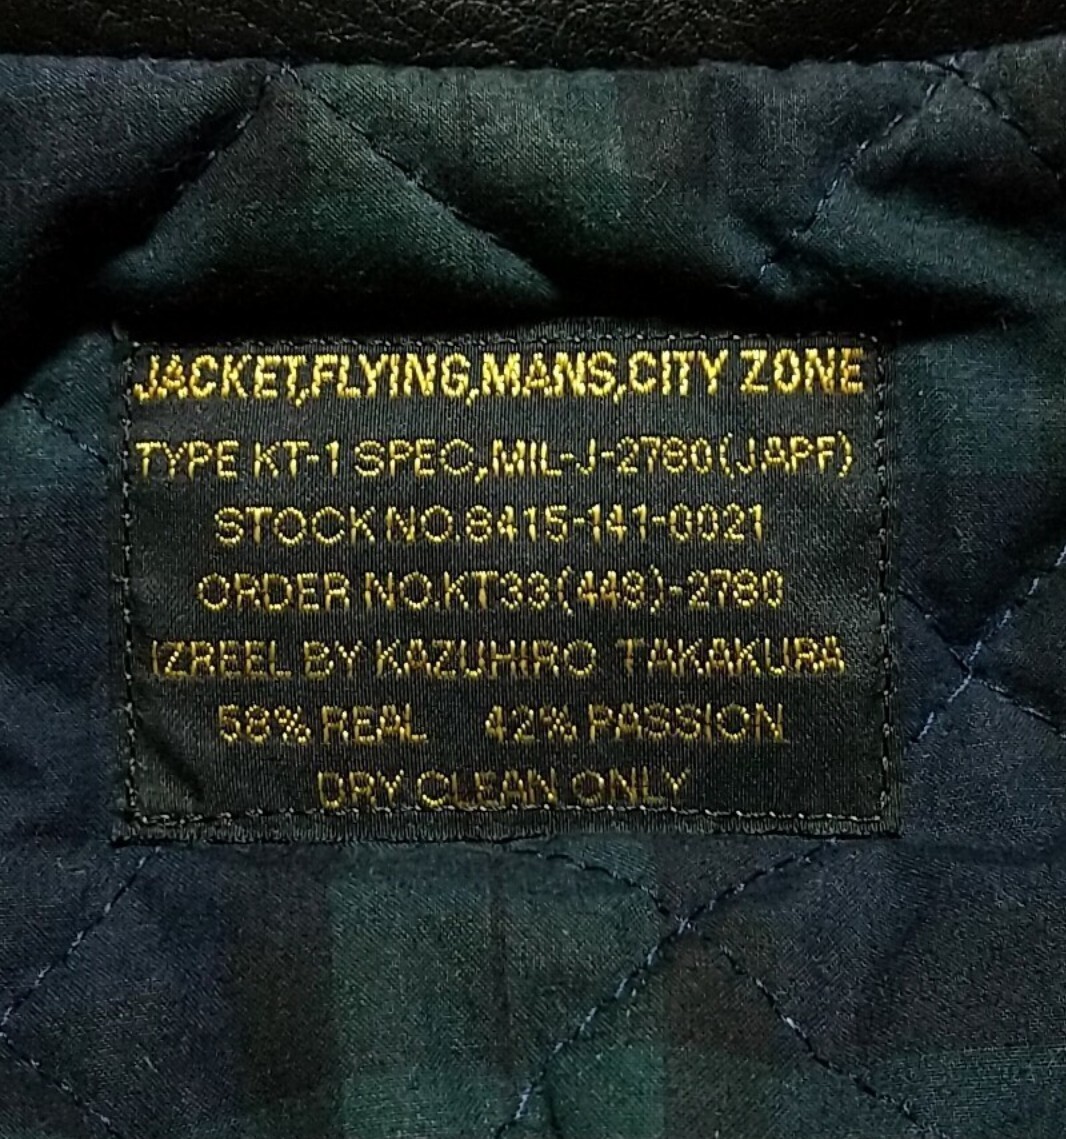 JACKET,FLYING,MANS,CITY ZONE
TYPE KT-1 SPEC,MIL-J-2780(JAPF)
STOCK NO.8415-141-0021
ORDER NO.KT33(448)-2780
IZREEL BY KAZUHIRO TAKAKURA
58% REAL 42% PASSION
DRY CLEAN ONLY